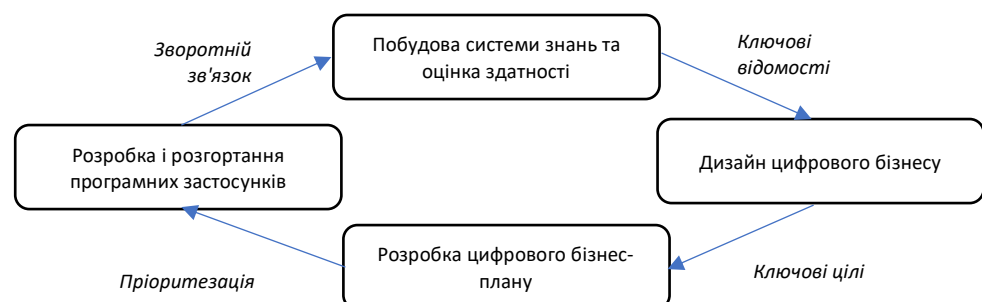 Побудова системи знань та
оцінка здатності
Зворотній
зв'язок
Ключові
відомості
Розробка і розгортання
програмних застосунків
Дизайн цифрового бізнесу
Розробка цифрового бізнес-
плану
Пріоритезація
Ключові цілі